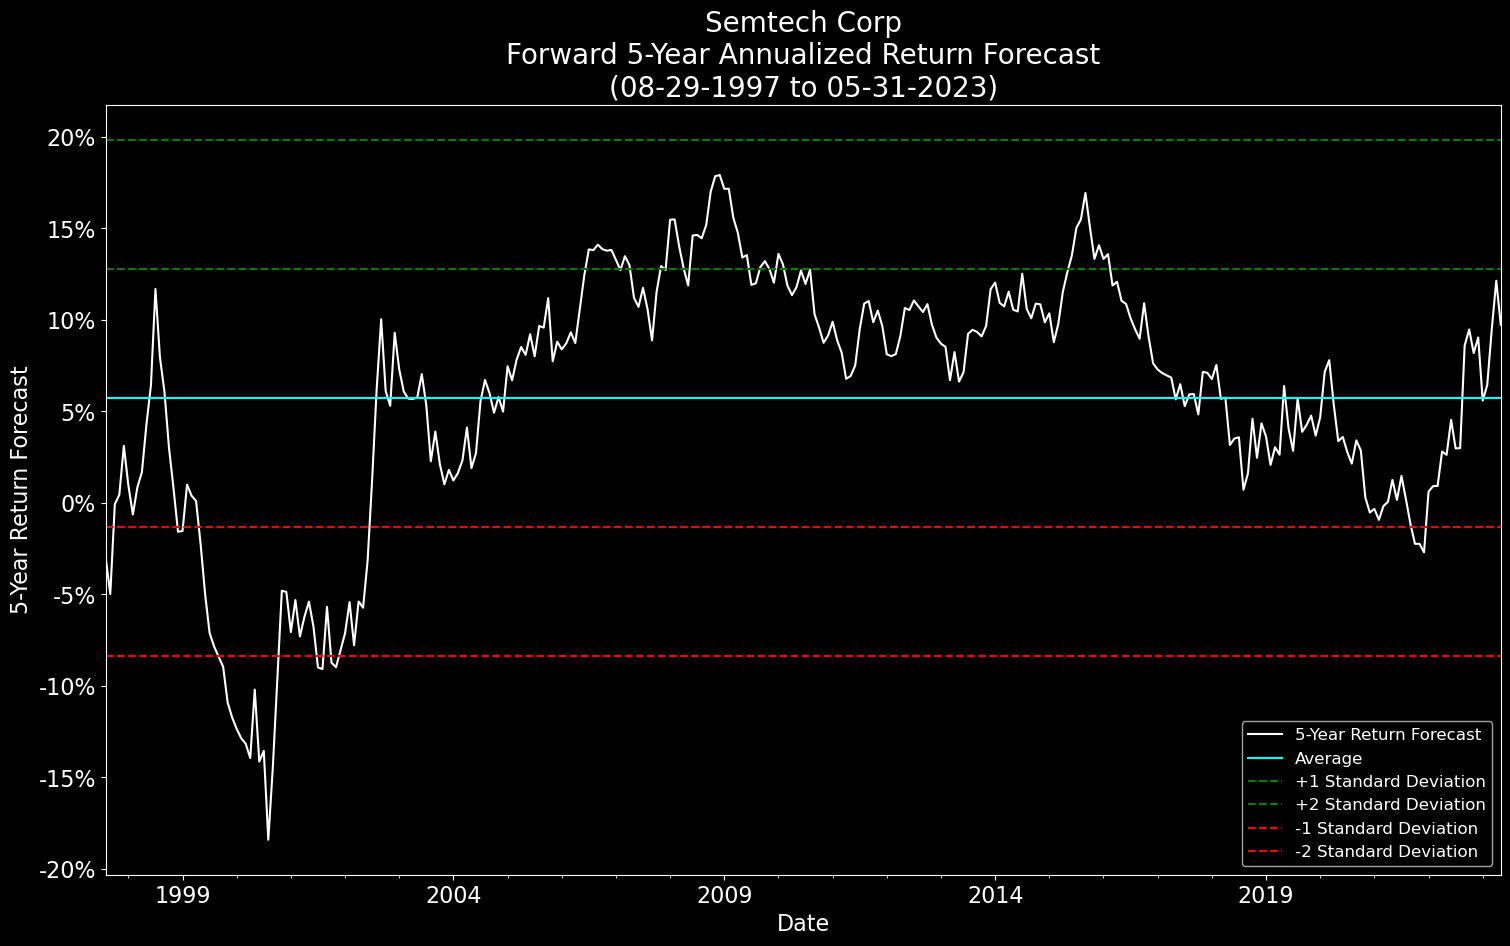 Semtech Corp
Forward 5-Year Annualized Return Forecast
(08-29-1997 to 05-31-2023)
5-Year Return Forecast
20%
15%
10%
5%
0%
-5%
-10%
-15%
-20%
5-Year Return Forecast
Average
+1 Standard Deviation
+2 Standard Deviation
-1 Standard Deviation
-2 Standard Deviation
1999
2004
2009
2014
2019
Date